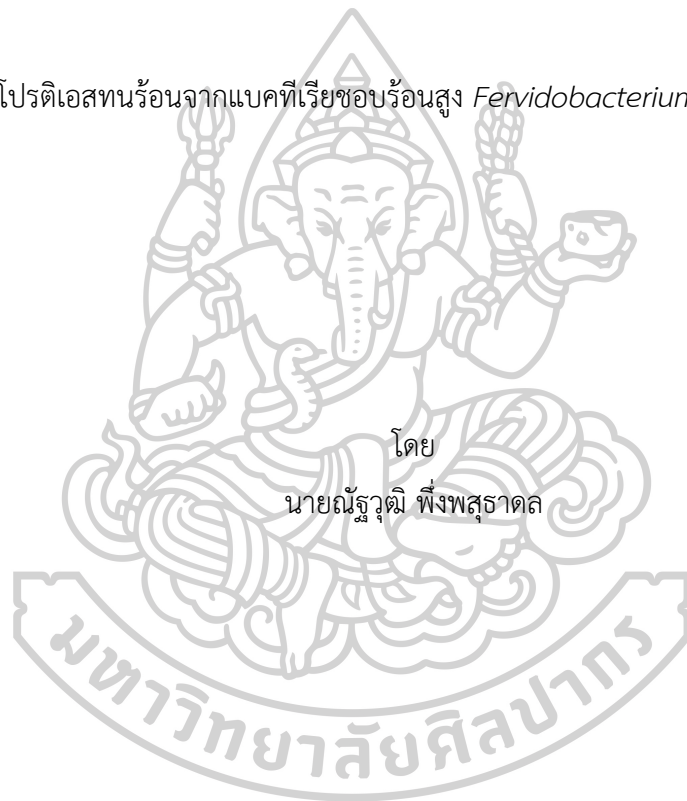 โปรติเอสทนร้อนจากแบคทีเรียชอบร้อนสูง Fervidobacterium
โดย
นายณัฐวุฒิ พึ่งพสุธาดล
มหาวิทยาลัยศิลปากร